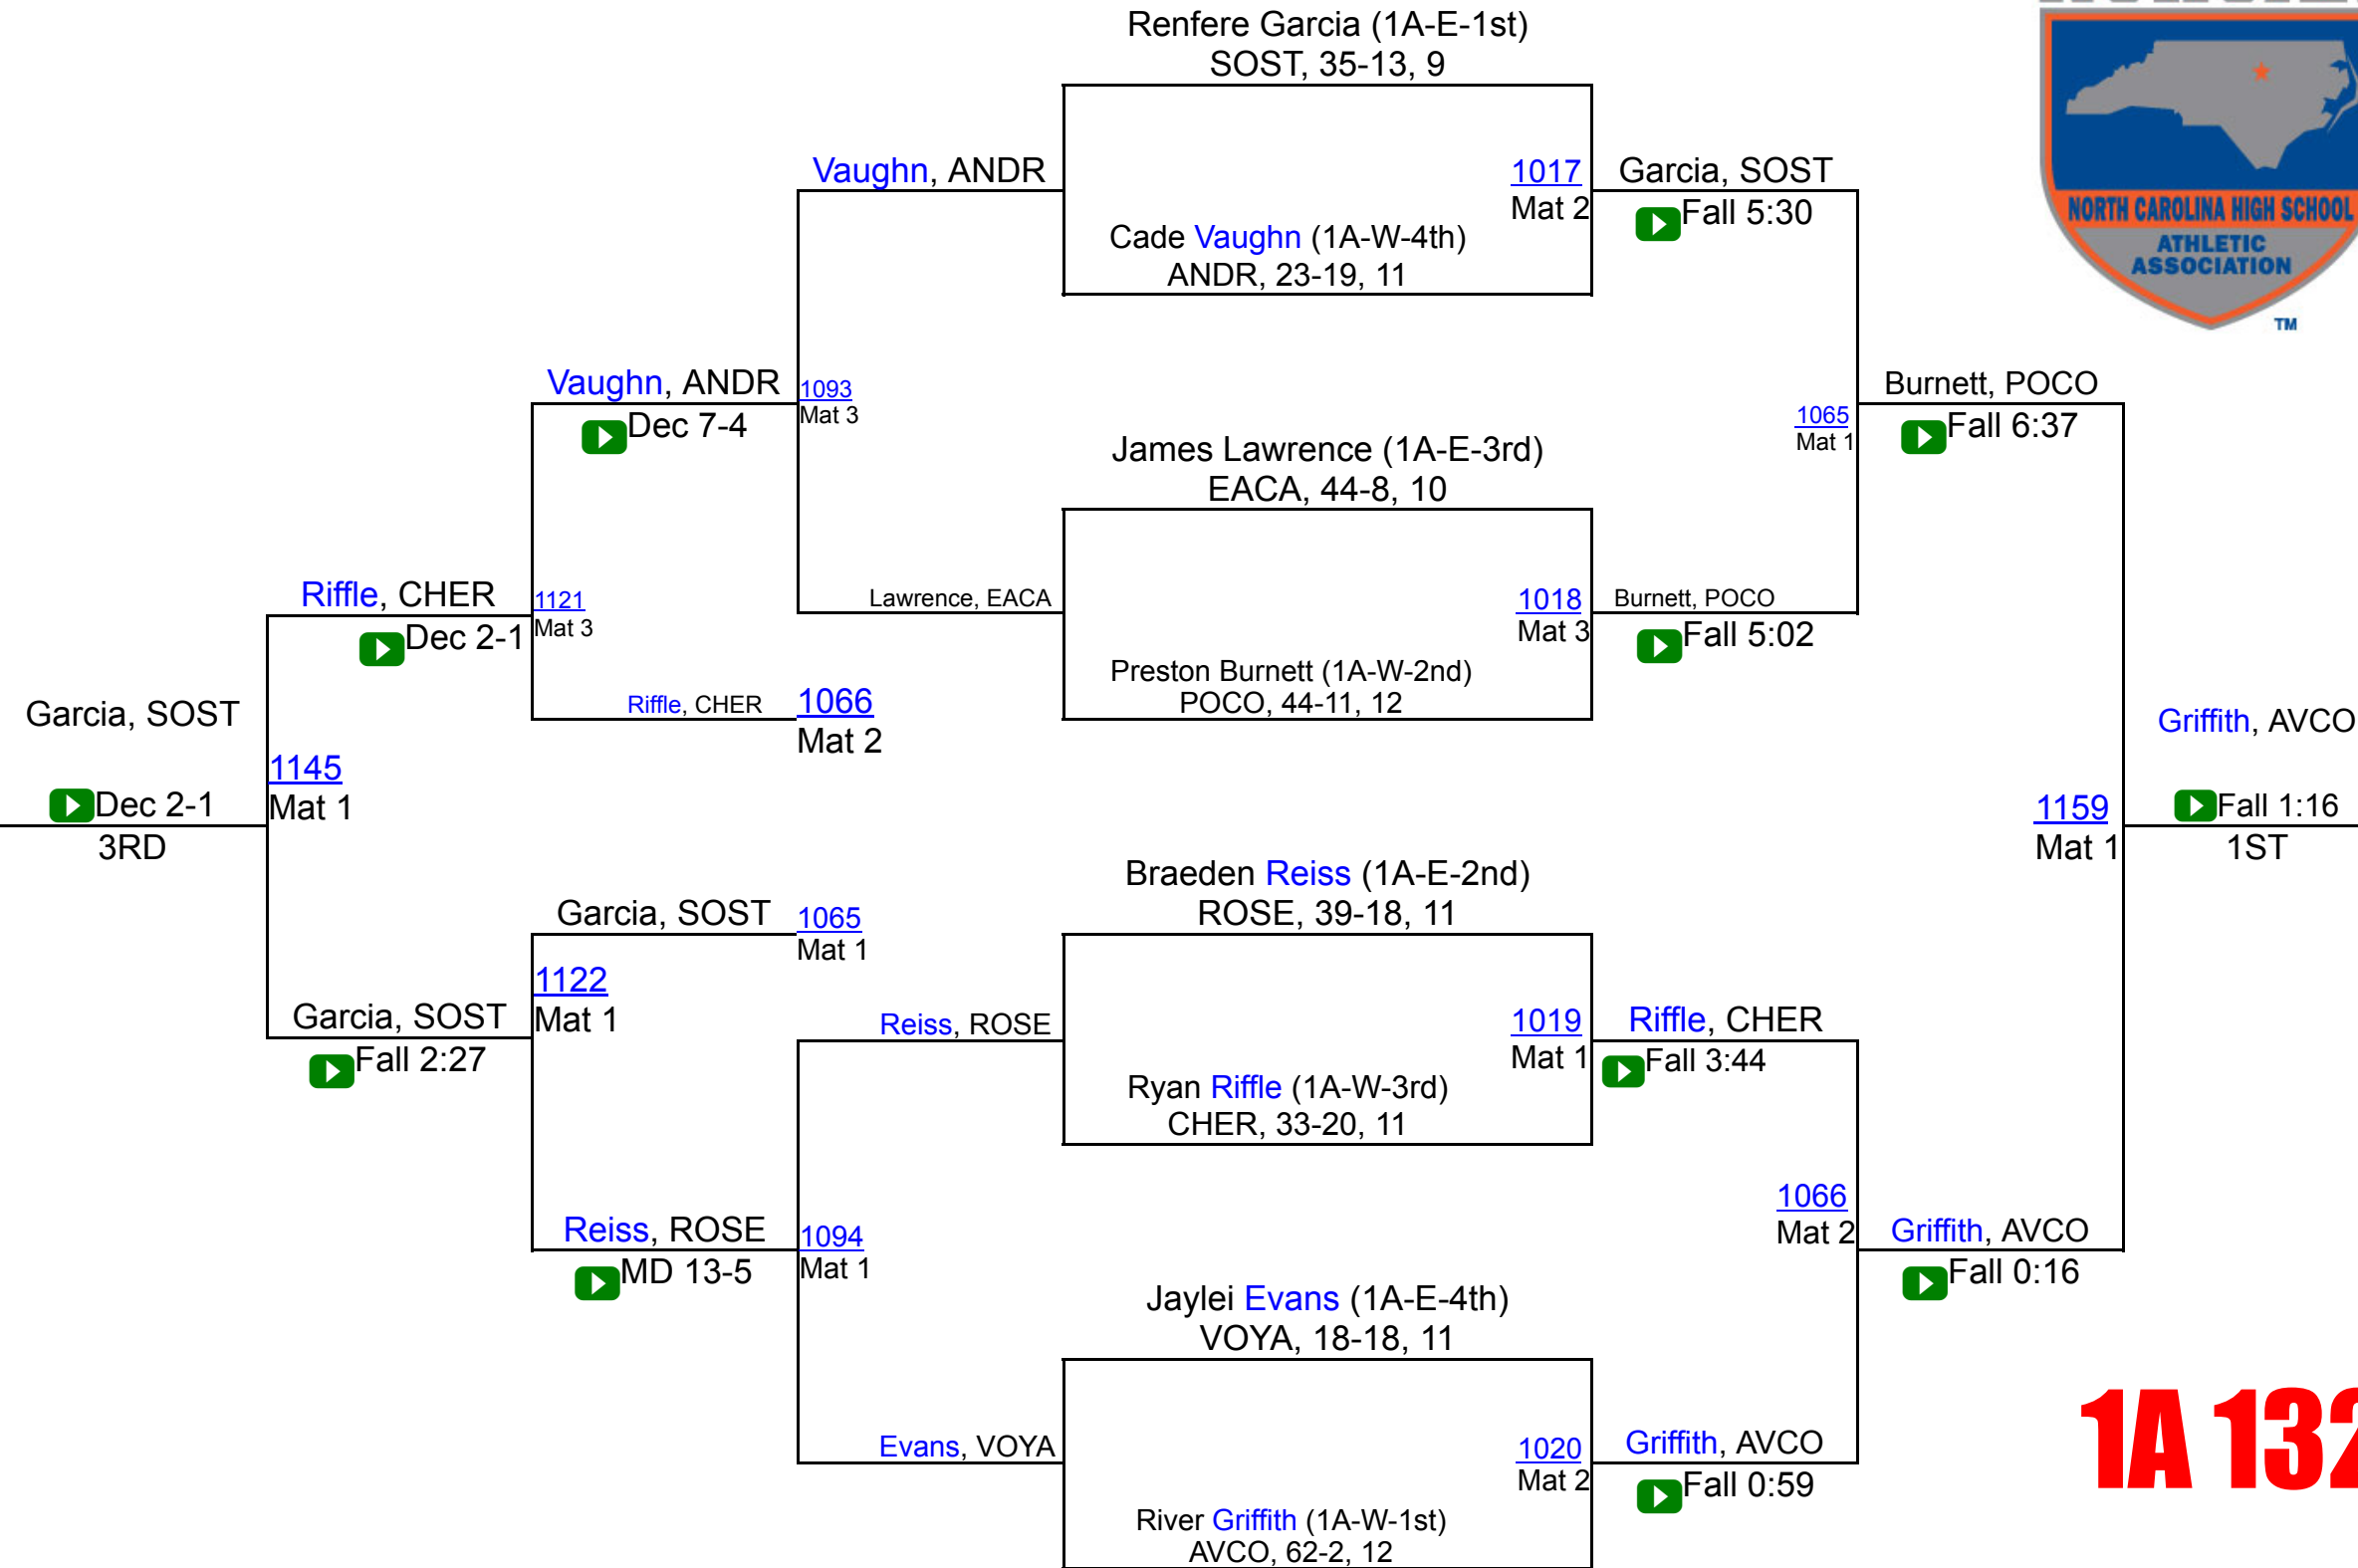 Renfere Garcia (1A-E-1st)
SOST, 35-13, 9
Vaughn, ANDR
1017
Mat 2
Garcia, SOST
Fall 5:30
Cade Vaughn (1A-W-4th)
ANDR, 23-19, 11
NORTH CAROLINA HIGH SCHOOL
ATHLETIC
ASSOCIATION
TM
Vaughn, ANDR
Dec 7-4
1093
Mat 3
Burnett, POCO
Fall 6:37
1065
Mat 1
James Lawrence (1A-E-3rd)
EACA, 44-8, 10
Riffle, CHER
Dec 2-1
1121
Mat 3
Lawrence, EACA
1018
Mat 3
Burnett, POCO
Fall 5:02
Preston Burnett (1A-W-2nd)
POCO, 44-11, 12
Riffle, CHER
1066
Mat 2
Garcia, SOST
Dec 2-1
3RD
1145
Mat 1
Griffith, AVCO
Fall 1:16
1ST
1159
Mat 1
Braeden Reiss (1A-E-2nd)
ROSE, 39-18, 11
Garcia, SOST
1065
Mat 1
1122
Mat 1
Garcia, SOST
Fall 2:27
Reiss, ROSE
1019
Mat 1
Riffle, CHER
Fall 3:44
Ryan Riffle (1A-W-3rd)
CHER, 33-20, 11
1066
Mat 2
Reiss, ROSE
MD 13-5
1094
Mat 1
Griffith, AVCO
Fall 0:16
Jaylei Evans (1A-E-4th)
VOYA, 18-18, 11
Evans, VOYA
1020
Mat 2
Griffith, AVCO
Fall 0:59
River Griffith (1A-W-1st)
AVCO, 62-2, 12
1A 132